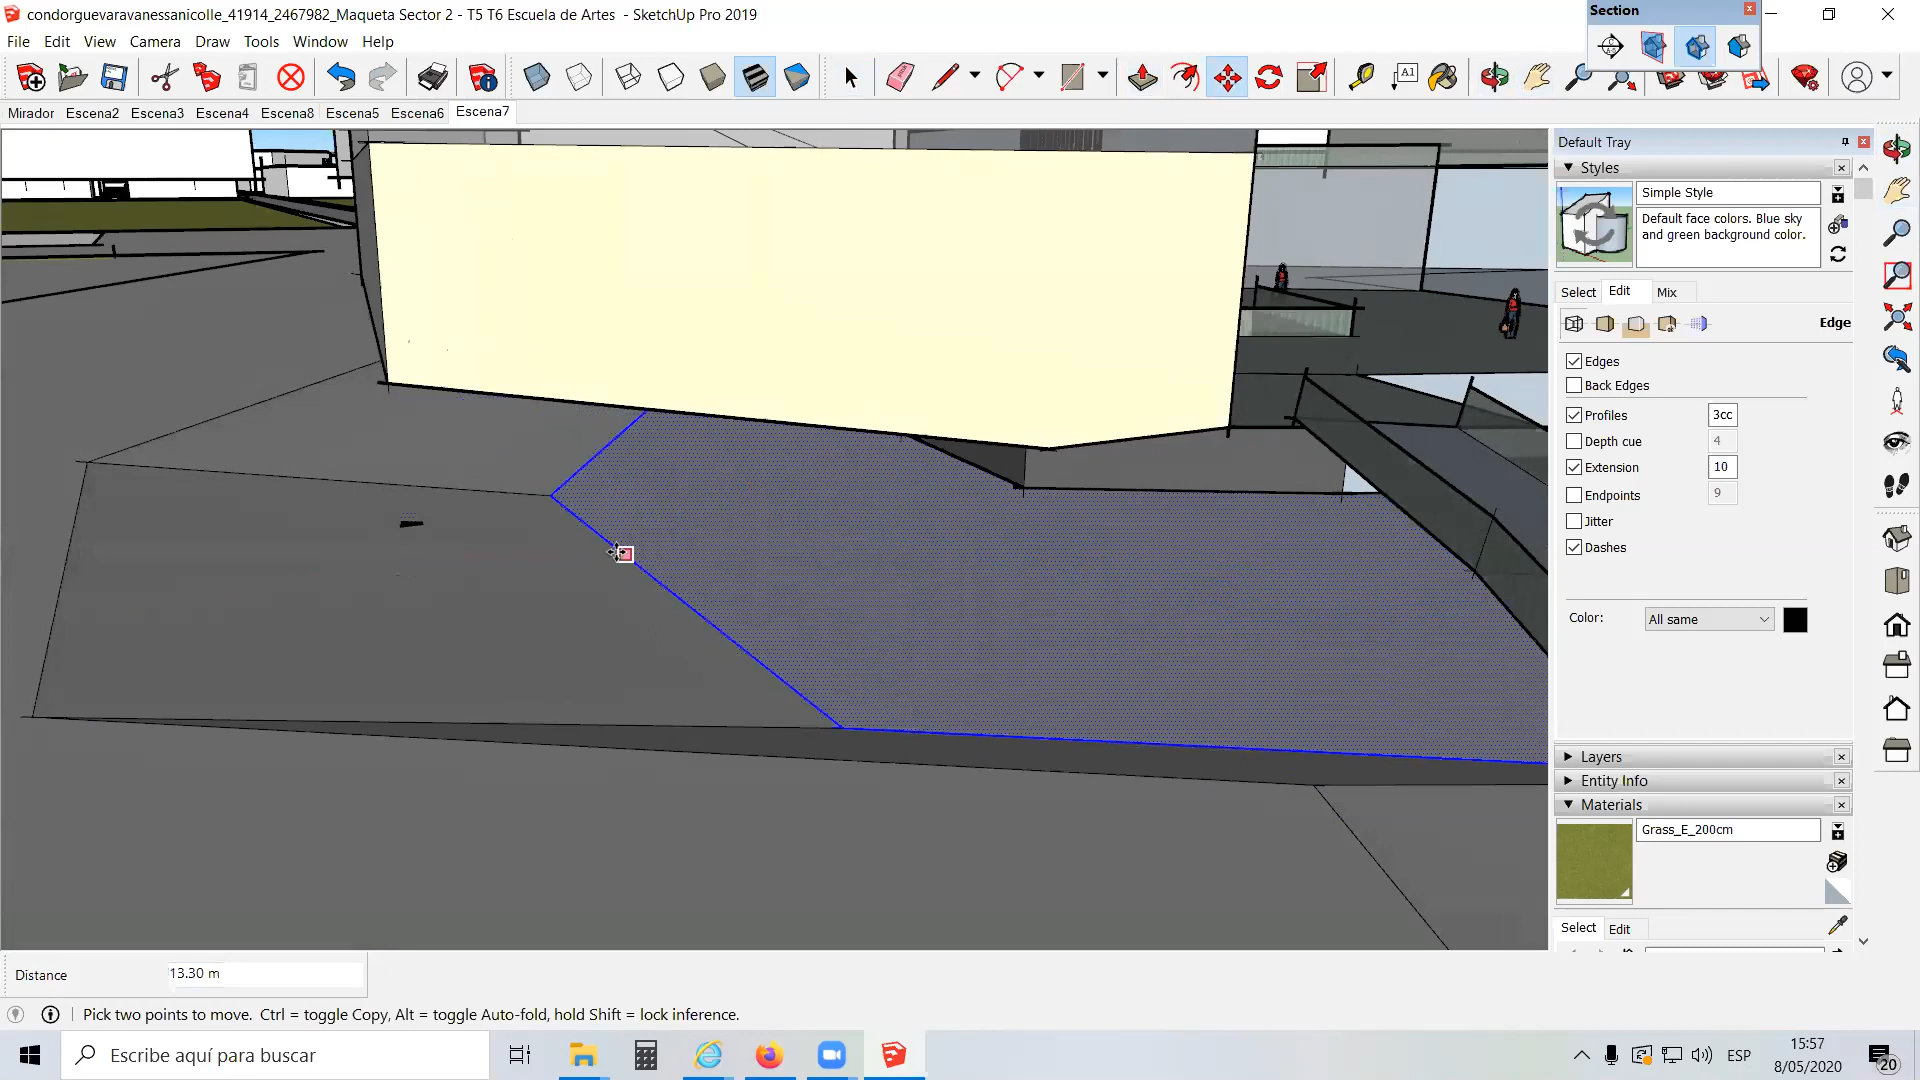 condorguevaravanessanicolle_41914_2467982_Maqueta Sector 2 - T5 T6 Escuela de Artes  - SketchUp Pro 2019
Section
File Edit View Camera Draw Tools Window Help
A1
Mirador Escena2 Escena3 Escena4 Escena8 Escena5 Escena6 Escena7
Default Tray
Styles
Simple Style
Default face colors. Blue sky and green background color.
Select Edit Mix
Edge
Edges
Back Edges
Profiles 3cc
Depth cue 4
Extension 10
Endpoints 9
Jitter
Dashes
Color: All same
Layers
Entity Info
Materials
Grass_E_200cm
Select Edit
Distance 13.30 m
Pick two points to move.  Ctrl = toggle Copy, Alt = toggle Auto-fold, hold Shift = lock inference.
Escribe aquí para buscar
ESP
15:57
8/05/2020
20